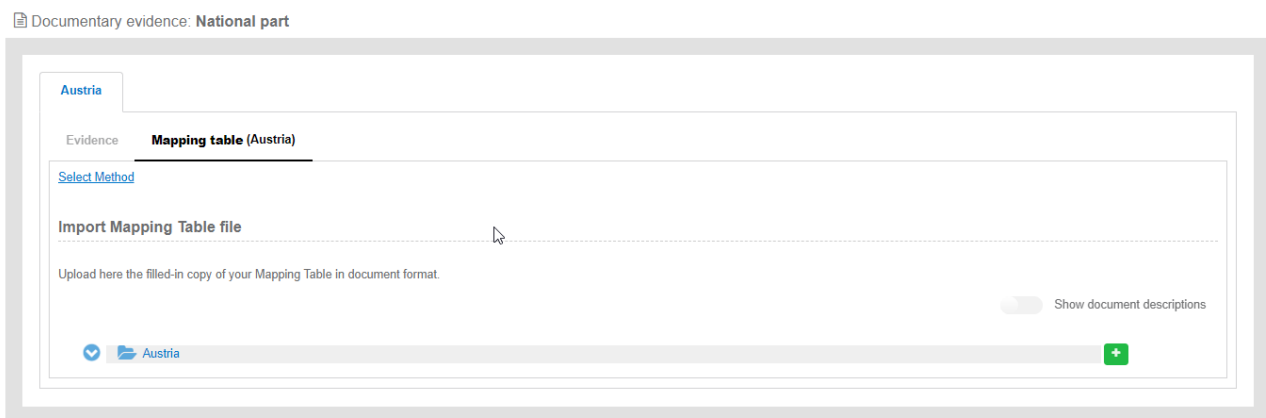 Documentary evidence: National part
Austria
Evidence Mapping table (Austria)
Select Method
Import Mapping Table file
Upload here the filled-in copy of your Mapping Table in document format.
Show document descriptions
Austria